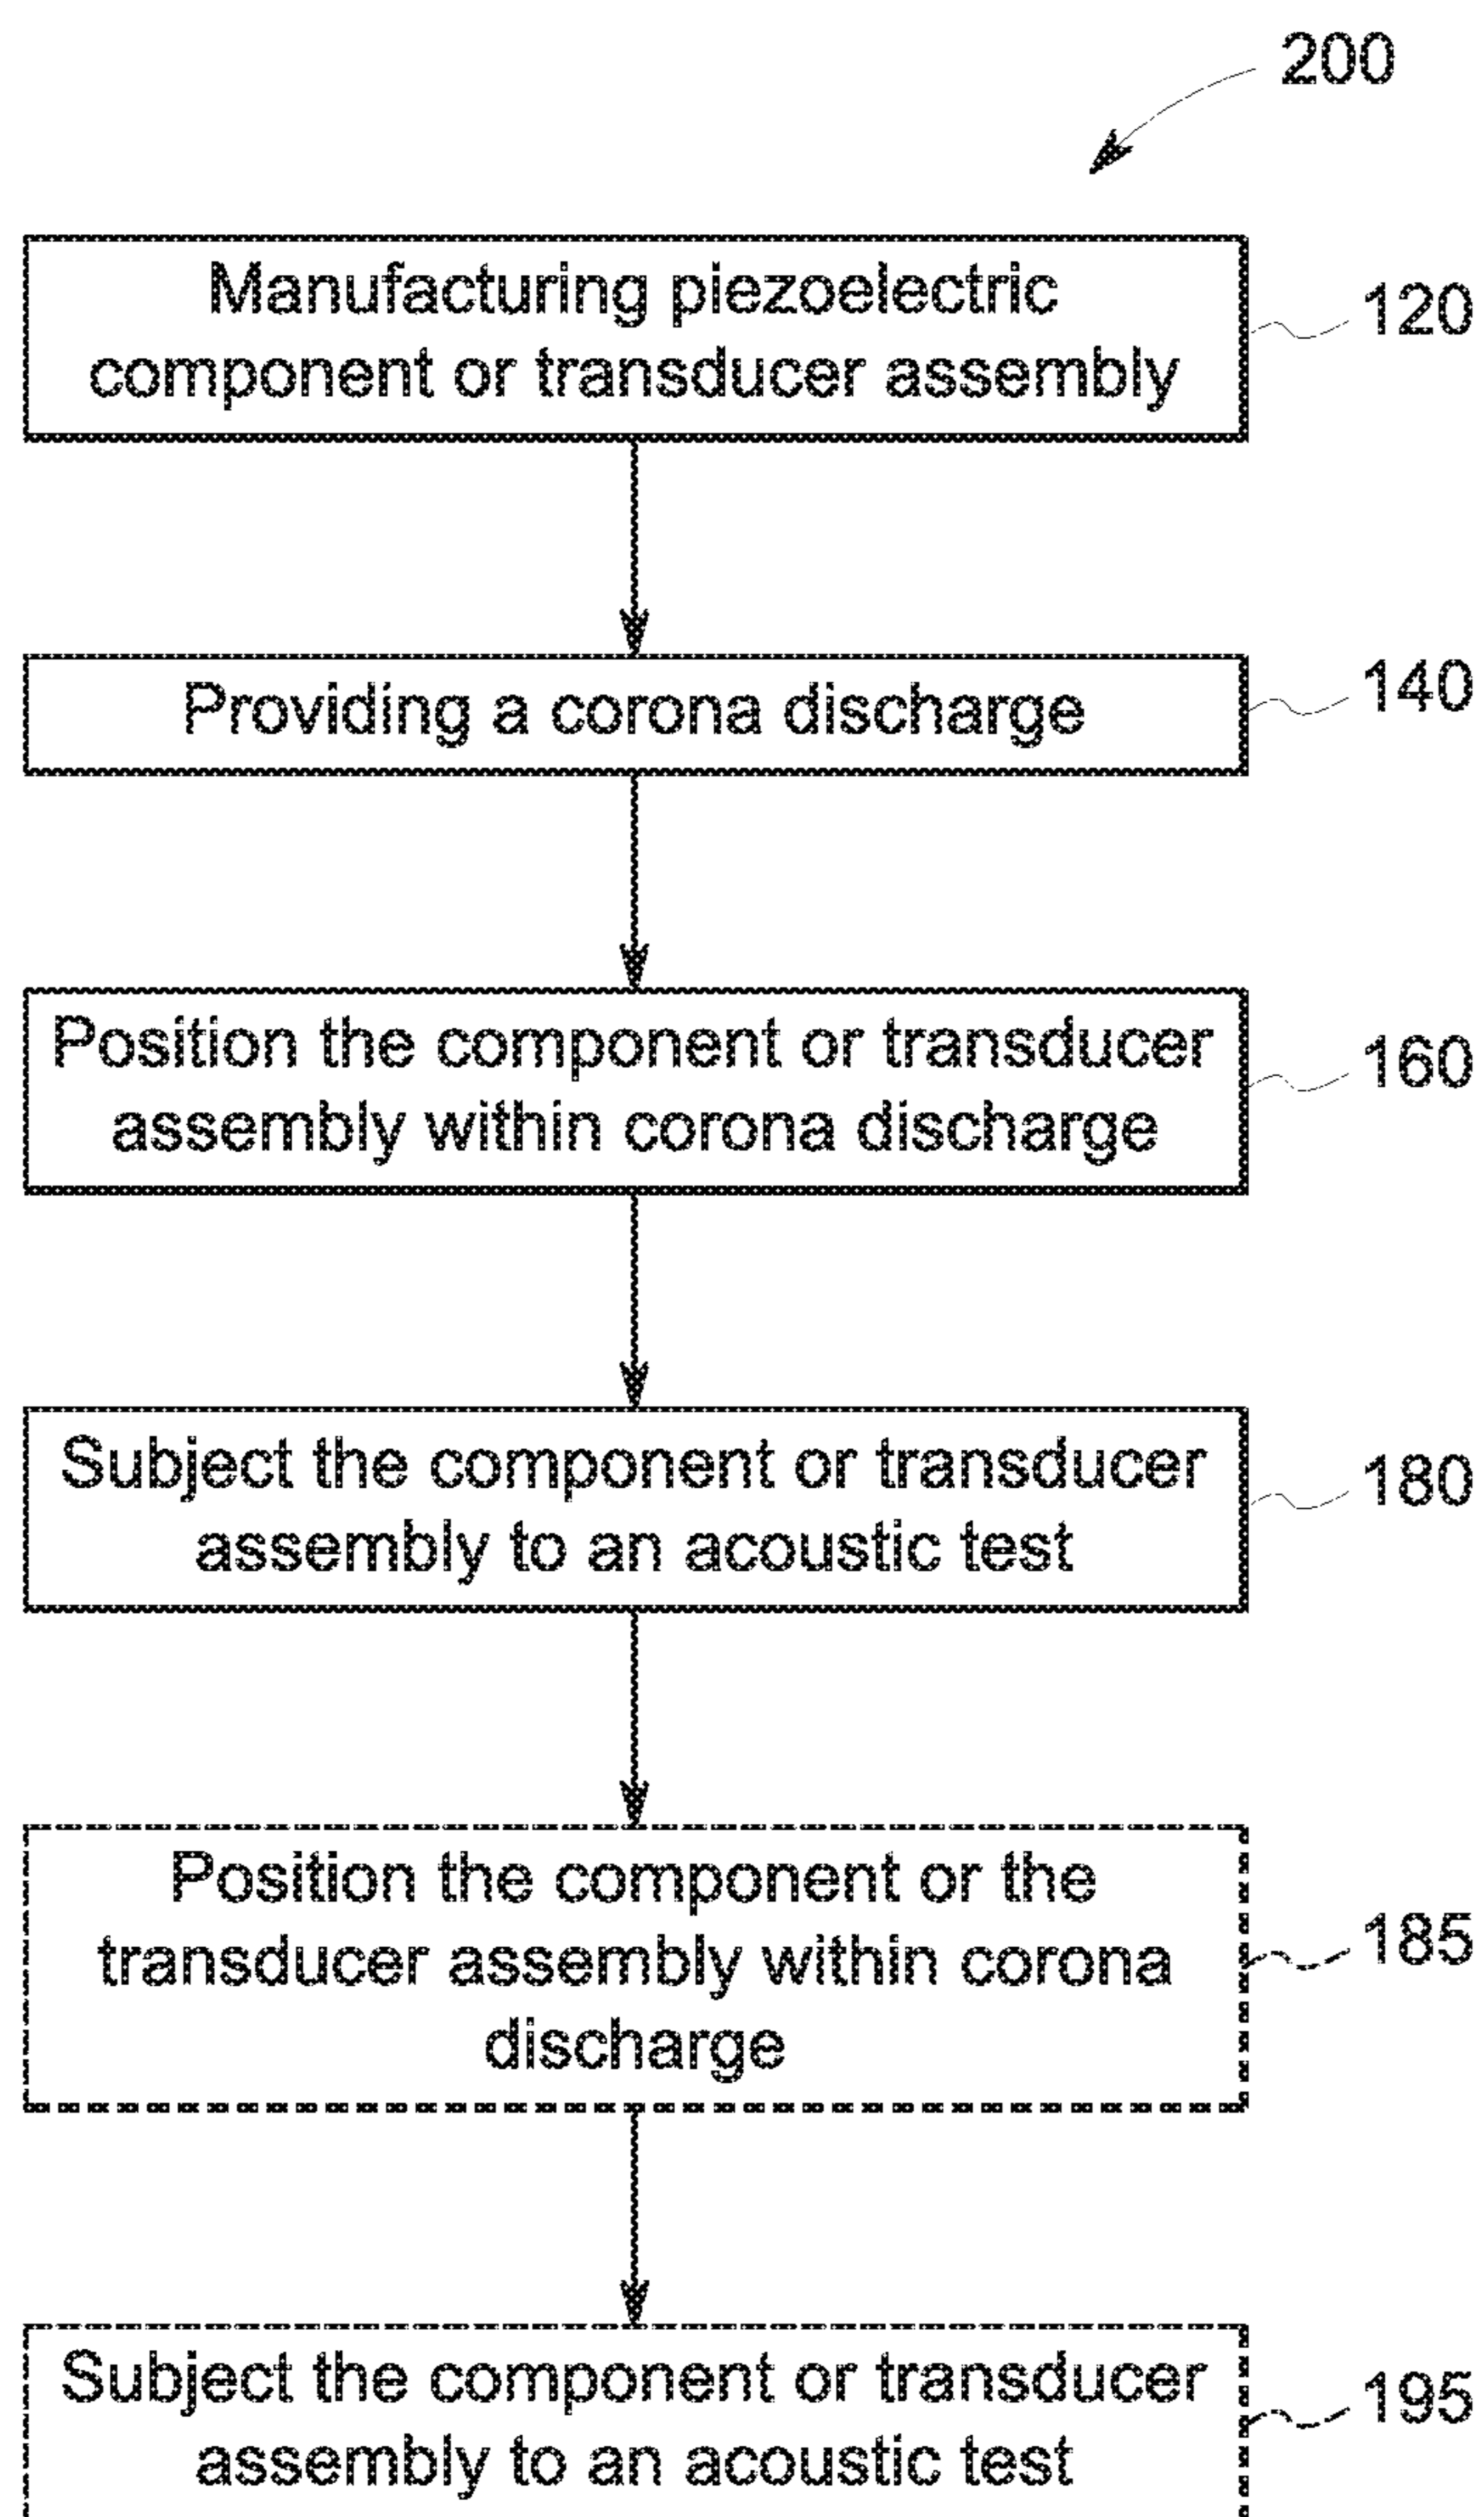 200
Manufacturing piezoelectric
component or transducer assembly
120
Providing a corona discharge
140
Position the component or transducer
assembly within corona discharge
160
Subject the component or transducer
assembly to an acoustic test
180
Position the component or the
transducer assembly within corona
discharge
185
Subject the component or transducer
assembly to an acoustic test
195